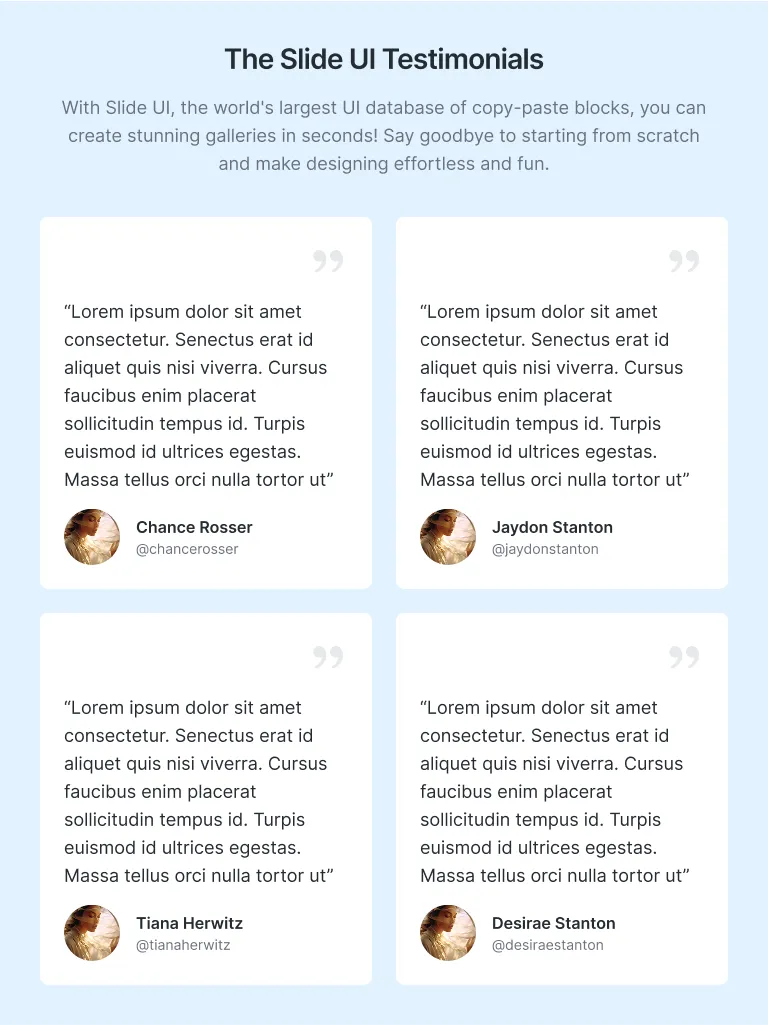 The Slide UI Testimonials
With Slide UI, the world's largest UI database of copy-paste blocks, you can
create stunning galleries in seconds! Say goodbye to starting from scratch
and make designing effortless and fun.
“Lorem ipsum dolor sit amet
consectetur. Senectus erat id
aliquet quis nisi viverra. Cursus
faucibus enim placerat
sollicitudin tempus id. Turpis
euismod id ultrices egestas.
Massa tellus orci nulla tortor ut”
Chance Rosser
@chancerosser
“Lorem ipsum dolor sit amet
consectetur. Senectus erat id
aliquet quis nisi viverra. Cursus
faucibus enim placerat
sollicitudin tempus id. Turpis
euismod id ultrices egestas.
Massa tellus orci nulla tortor ut”
Jaydon Stanton
@jaydonstanton
“Lorem ipsum dolor sit amet
consectetur. Senectus erat id
aliquet quis nisi viverra. Cursus
faucibus enim placerat
sollicitudin tempus id. Turpis
euismod id ultrices egestas.
Massa tellus orci nulla tortor ut”
Tiana Herwitz
@tianaherwitz
“Lorem ipsum dolor sit amet
consectetur. Senectus erat id
aliquet quis nisi viverra. Cursus
faucibus enim placerat
sollicitudin tempus id. Turpis
euismod id ultrices egestas.
Massa tellus orci nulla tortor ut”
Desirae Stanton
@desiraestanton